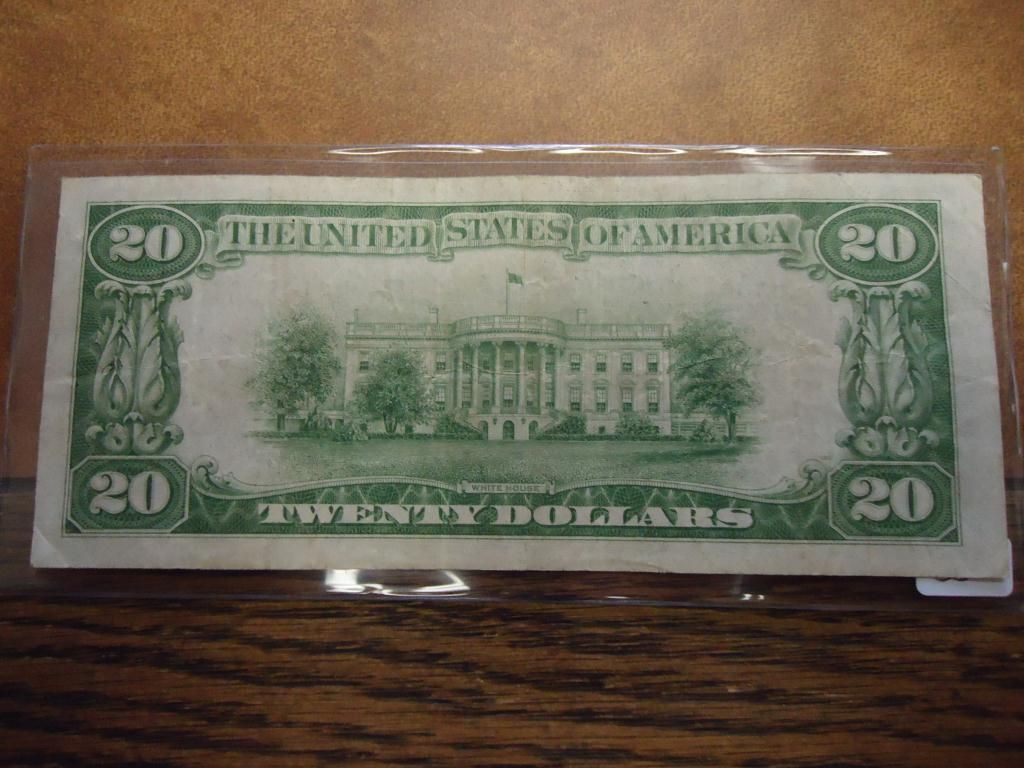 20 THE UNITED STATES OF AMERICA 20
WHITE HOUSE
20 TWENTY DOLLARS 20